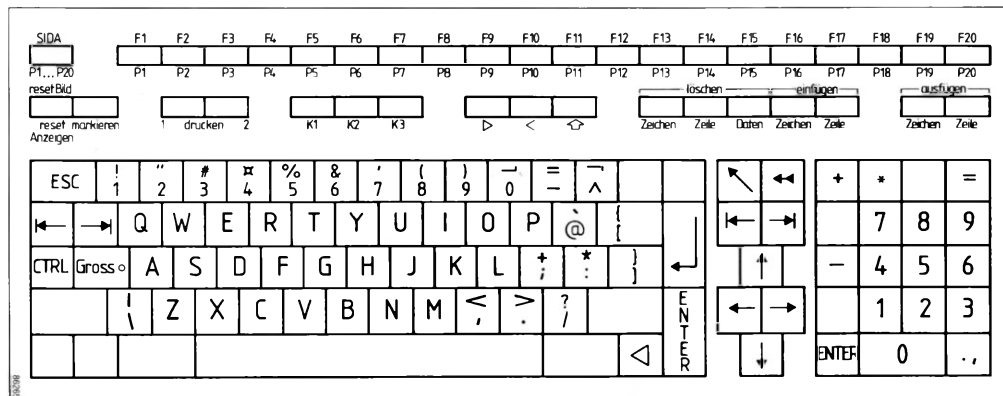 SIDA F1 F2 F3 F4 F5 F6 F7 F8 F9 F10 F11 F12 F13 F14 F15 F16 F17 F18 F19 F20
P1...P20 P1 P2 P3 P4 P5 P6 P7 P8 P9 P10 P11 P12 P13 P14 P15 P16 P17 P18 P19 P20
reset Bild löschen einfügen ausfügen
reset markieren 1 drucken 2 K1 K2 K3 ▷ < ⇧ Zeichen Zeile Daten Zeichen Zeile Zeichen Zeile
Anzeigen
ESC ! " # ¤ % & ' ( ) = ¬ ↖ ◀◀ + * =
1 2 3 4 5 6 7 8 9 0 - ^
⇤ ⇥ Q W E R T Y U I O P ` @ { [ ⇤ ⇥ 7 8 9
CTRL Gross○ A S D F G H J K L + ; * : } ] ↵ ↑ − 4 5 6
¦ \ Z X C V B N M < , > . ? / ENTER ← → 1 2 3
◁ ↓ ENTER 0 . ,